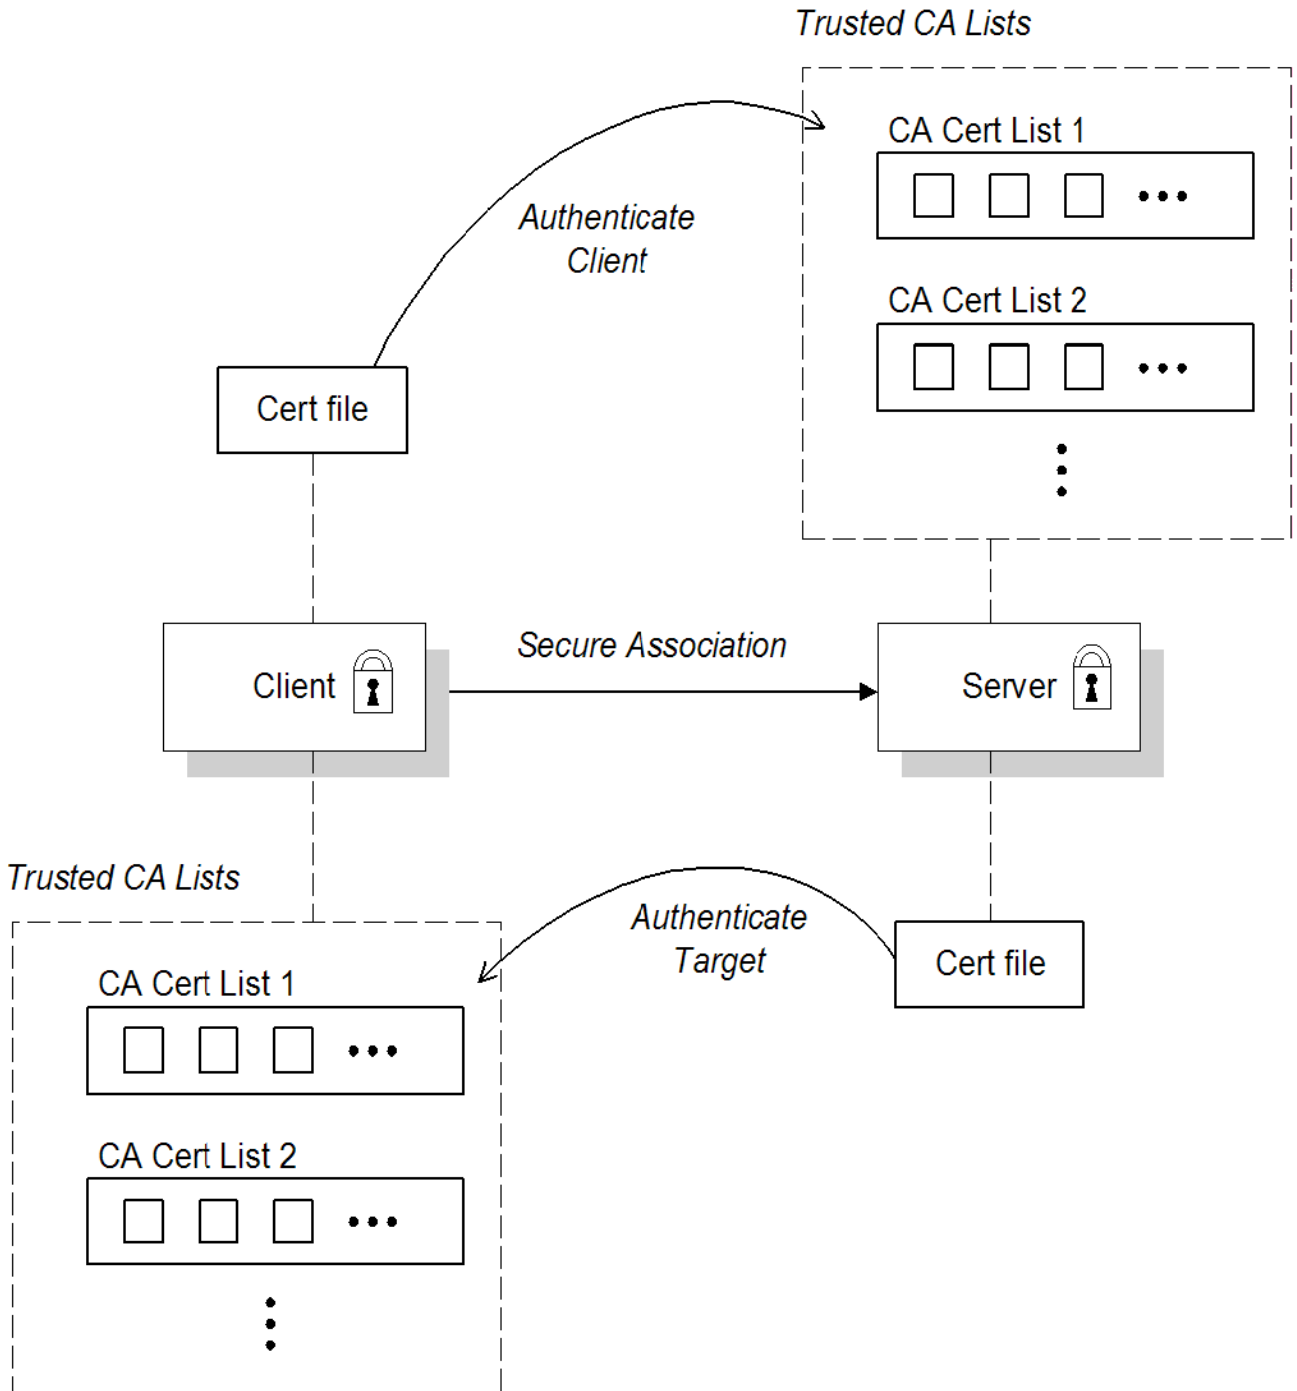 Trusted CA Lists
CA Cert List 1
Authenticate
Client
CA Cert List 2
Cert file
Secure Association
Client
Server
Trusted CA Lists
Authenticate
Target
Cert file
CA Cert List 1
CA Cert List 2